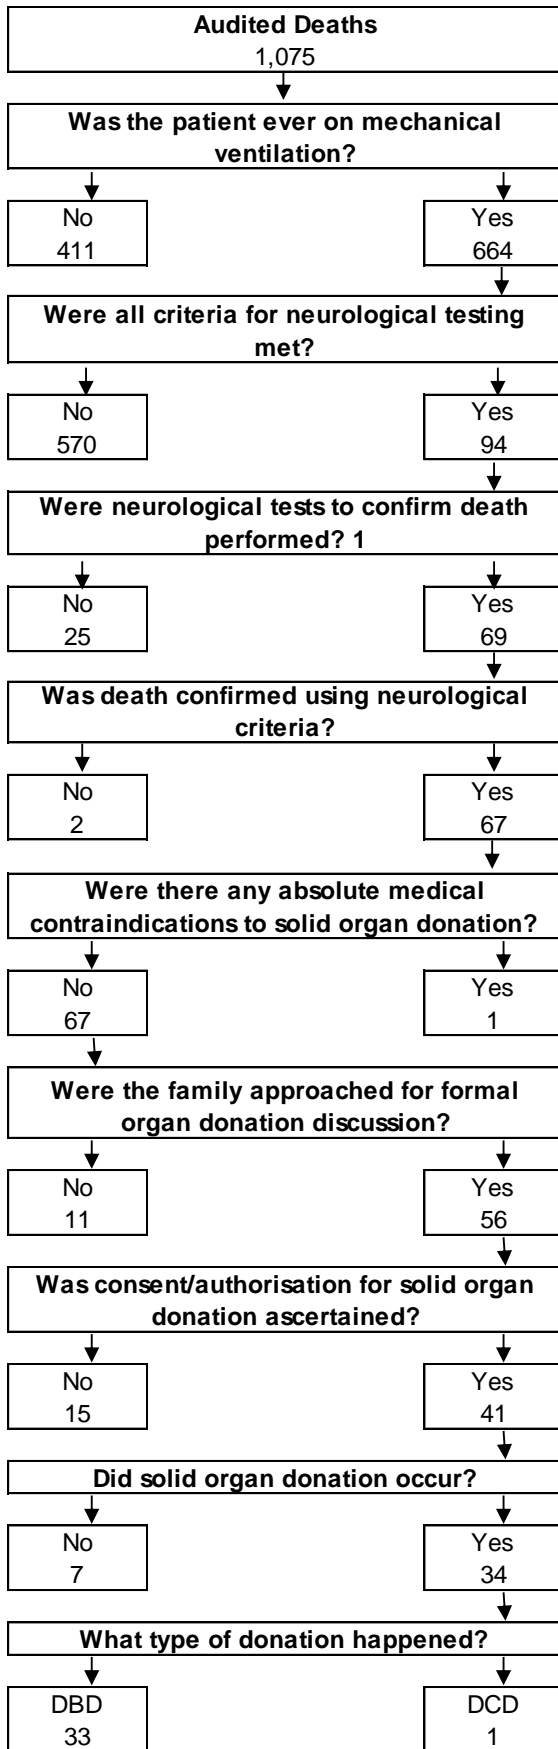 Audited Deaths
1,075
Was the patient ever on mechanical
ventilation?
No
411
Yes
664
Were all criteria for neurological testing
met?
No
570
Yes
94
Were neurological tests to confirm death
performed? 1
No
25
Yes
69
Was death confirmed using neurological
criteria?
No
2
Yes
67
Were there any absolute medical
contraindications to solid organ donation?
No
67
Yes
1
Were the family approached for formal
organ donation discussion?
No
11
Yes
56
Was consent/authorisation for solid organ
donation ascertained?
No
15
Yes
41
Did solid organ donation occur?
No
7
Yes
34
What type of donation happened?
DBD
33
DCD
1